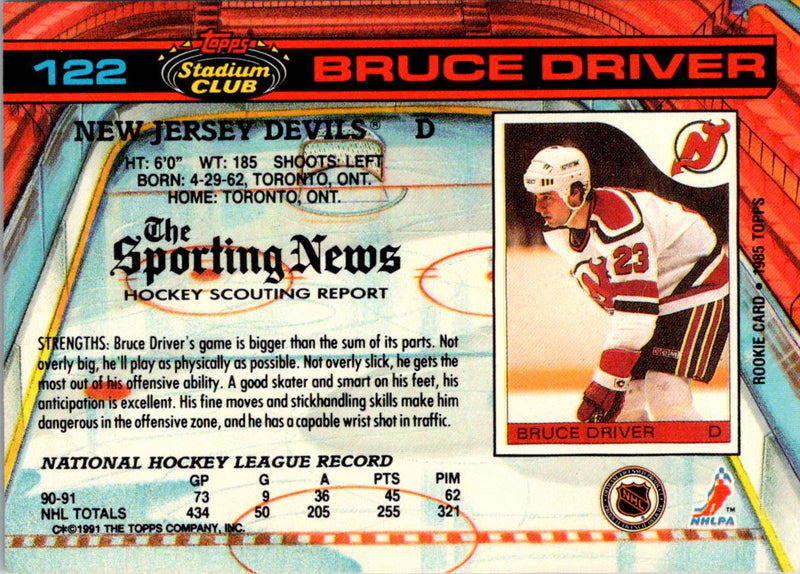 122
Topps
Stadium
CLUB
BRUCE DRIVER
NEW JERSEY DEVILS® D
HT: 6'0" WT: 185 SHOOTS: LEFT
BORN: 4-29-62, TORONTO, ONT.
HOME: TORONTO, ONT.
The
Sporting News
HOCKEY SCOUTING REPORT
STRENGTHS: Bruce Driver's game is bigger than the sum of its parts. Not
overly big, he'll play as physically as possible. Not overly slick, he gets the
most out of his offensive ability. A good skater and smart on his feet, his
anticipation is excellent. His fine moves and stickhandling skills make him
dangerous in the offensive zone, and he has a capable wrist shot in traffic.
NATIONAL HOCKEY LEAGUE RECORD
GP G A PTS PIM
90-91 73 9 36 45 62
NHL TOTALS 434 50 205 255 321
C*©1991 THE TOPPS COMPANY, INC.
NJ
23
BRUCE DRIVER D
ROOKIE CARD • 1985 TOPPS
NHL
NHLPA™